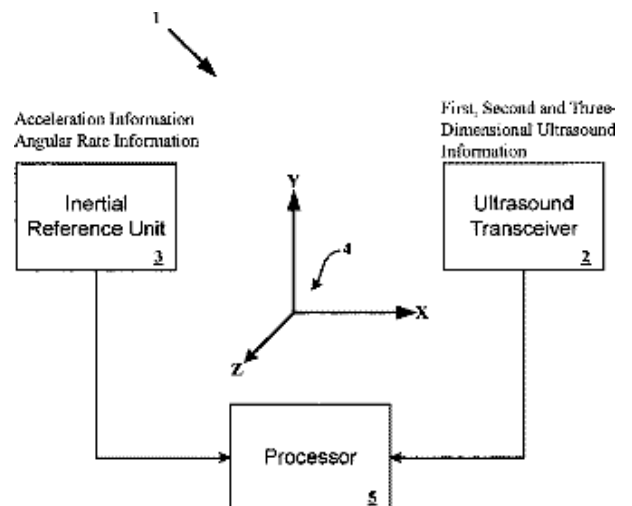 1
Acceleration Information
Angular Rate Information
First, Second and Three-
Dimensional Ultrasound
Information
Inertial
Reference Unit
3
Ultrasound
Transceiver
2
Y
4
X
Z
Processor
5